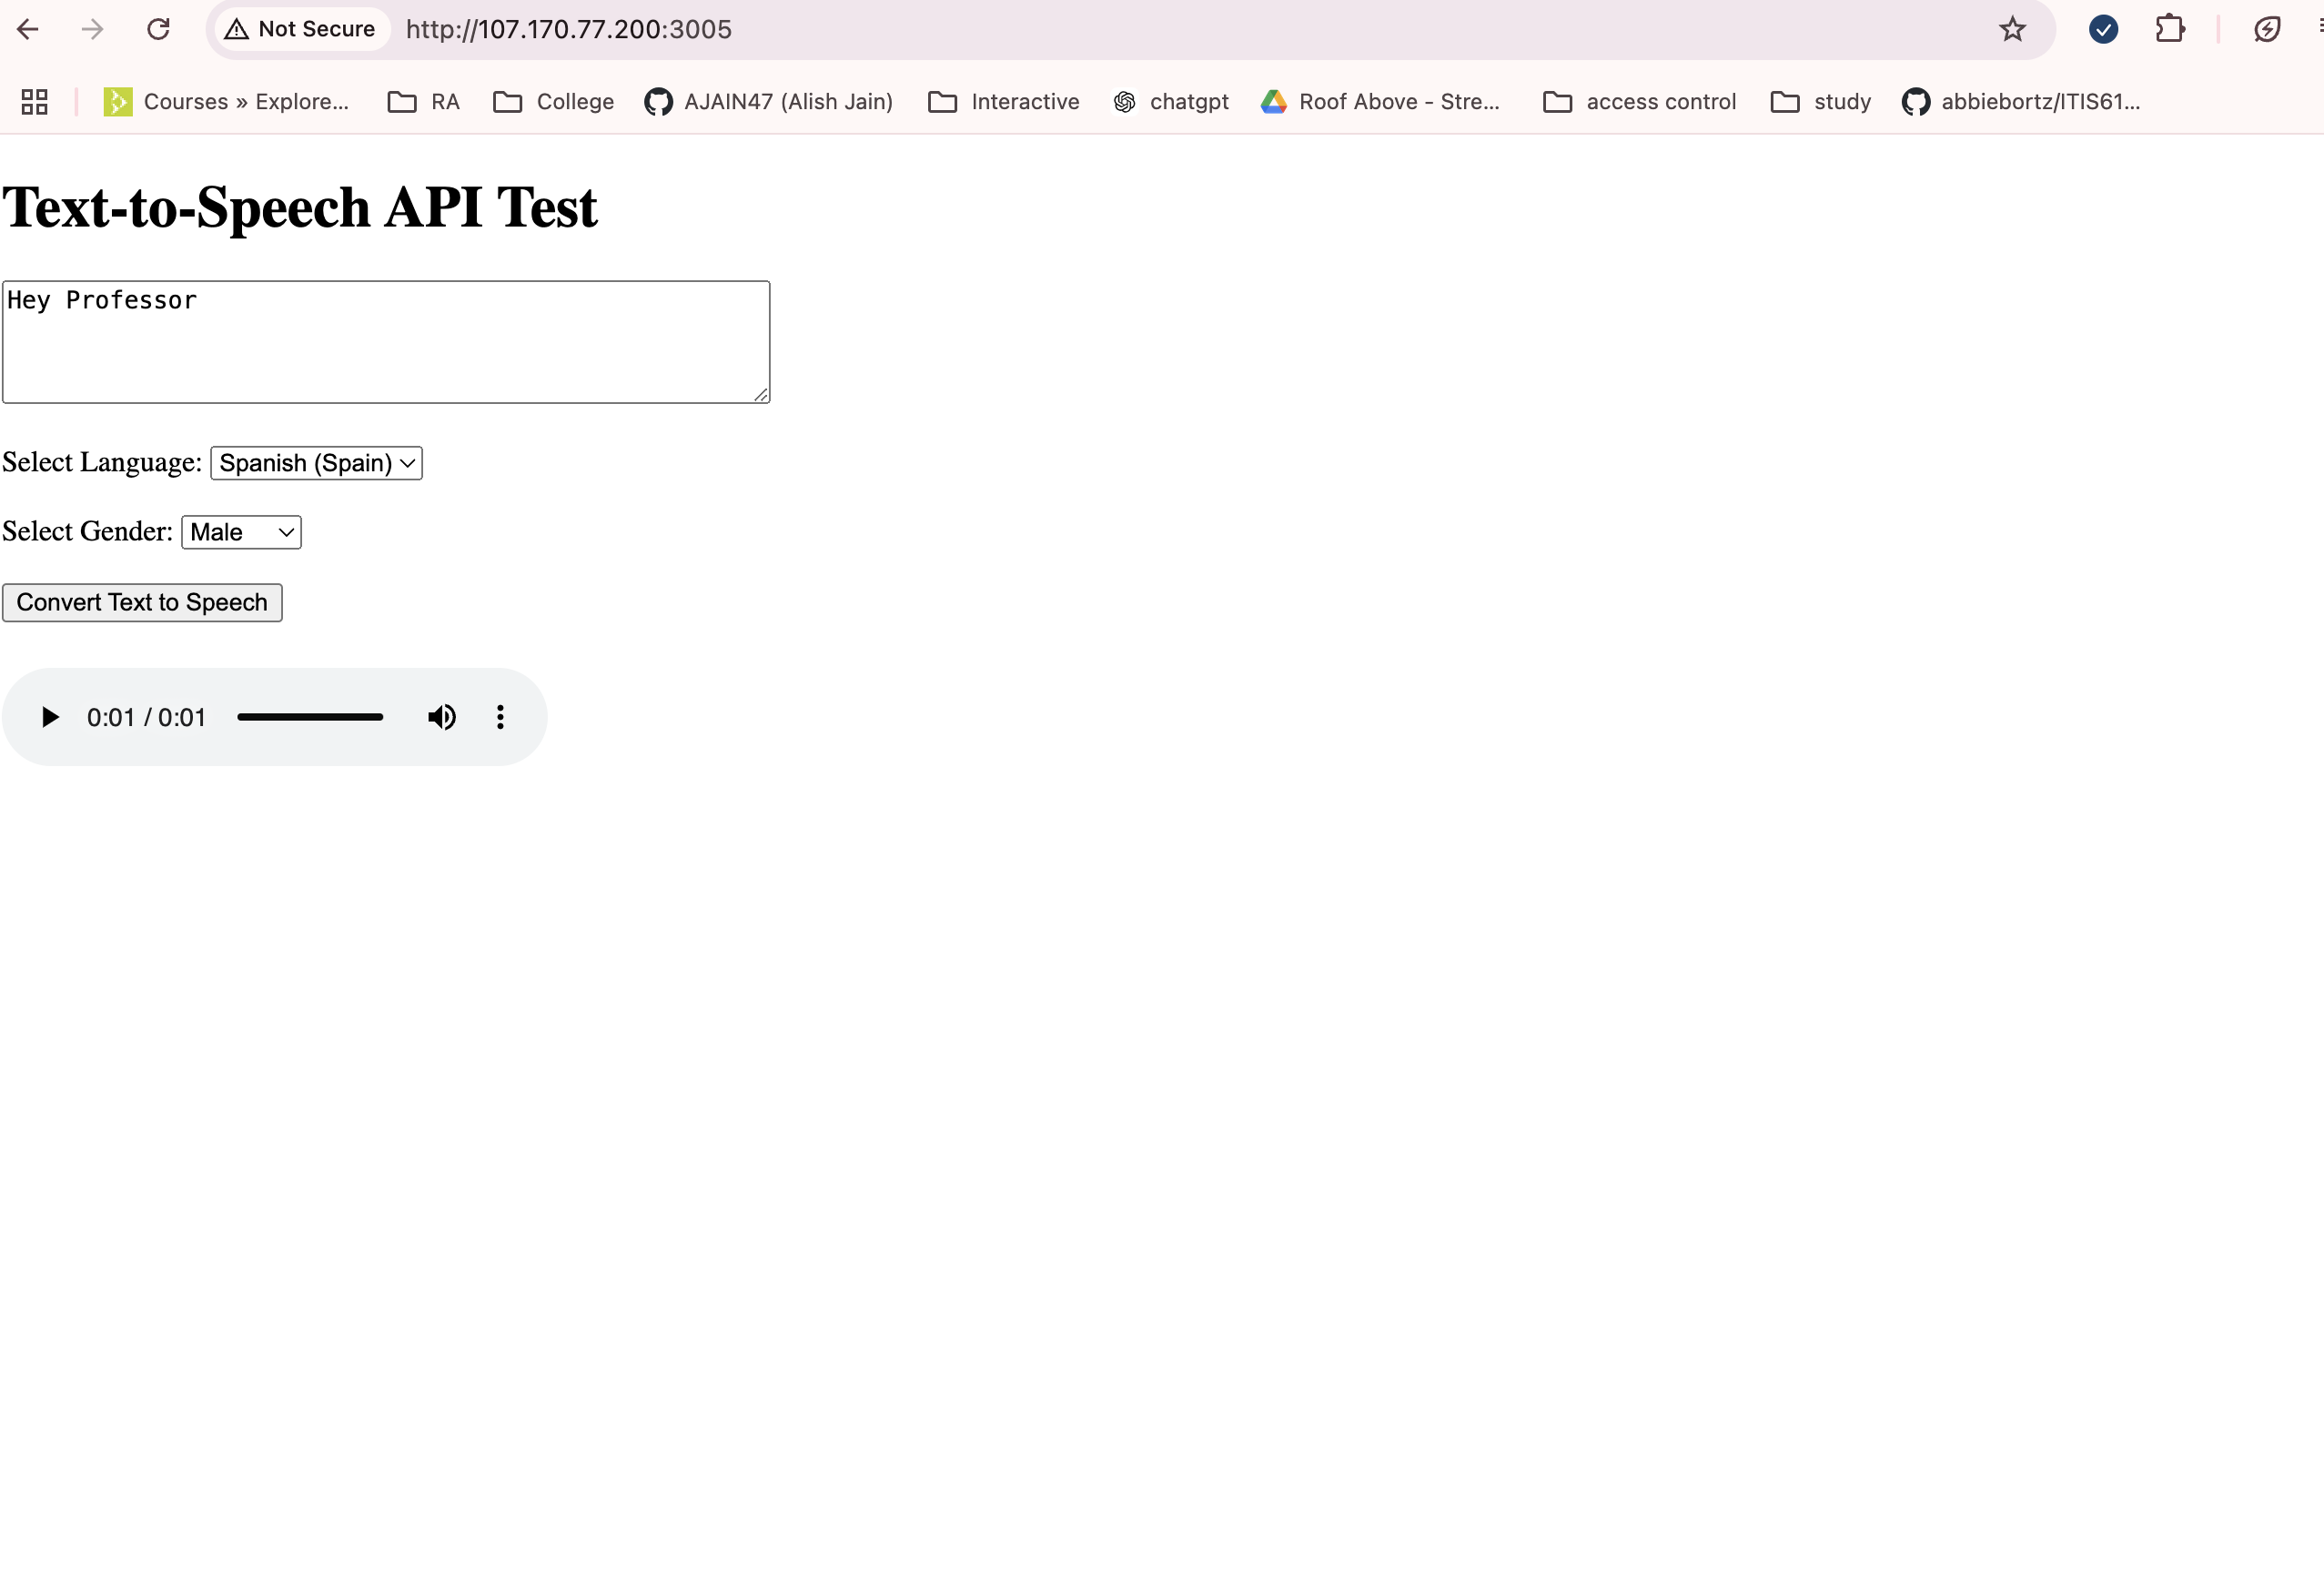 Not Secure http://107.170.77.200:3005
Courses » Explore... RA College AJAIN47 (Alish Jain) Interactive chatgpt Roof Above - Stre... access control study abbiebortz/ITIS61...
Text-to-Speech API Test
Hey Professor
Select Language: Spanish (Spain)
Select Gender: Male
Convert Text to Speech
0:01 / 0:01